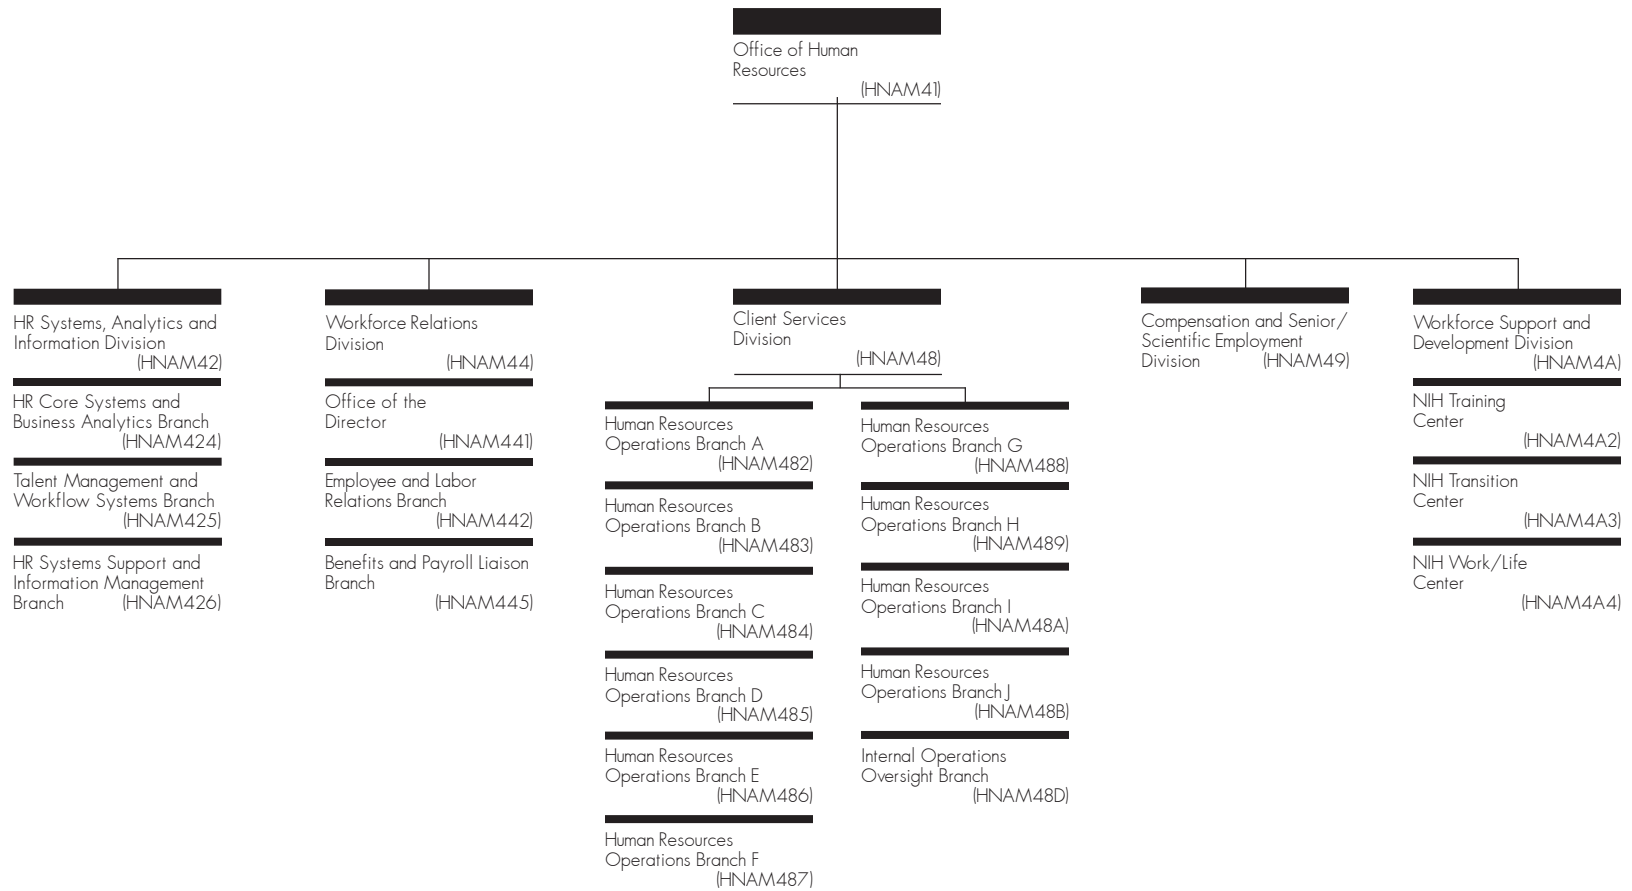 Office of Human
Resources
(HNAM41)
HR Systems, Analytics and
Information Division
(HNAM42)
HR Core Systems and
Business Analytics Branch
(HNAM424)
Talent Management and
Workflow Systems Branch
(HNAM425)
HR Systems Support and
Information Management
Branch (HNAM426)
Workforce Relations
Division
(HNAM44)
Office of the
Director
(HNAM441)
Employee and Labor
Relations Branch
(HNAM442)
Benefits and Payroll Liaison
Branch
(HNAM445)
Client Services
Division
(HNAM48)
Human Resources
Operations Branch A
(HNAM482)
Human Resources
Operations Branch B
(HNAM483)
Human Resources
Operations Branch C
(HNAM484)
Human Resources
Operations Branch D
(HNAM485)
Human Resources
Operations Branch E
(HNAM486)
Human Resources
Operations Branch F
(HNAM487)
Human Resources
Operations Branch G
(HNAM488)
Human Resources
Operations Branch H
(HNAM489)
Human Resources
Operations Branch I
(HNAM48A)
Human Resources
Operations Branch J
(HNAM48B)
Internal Operations
Oversight Branch
(HNAM48D)
Compensation and Senior/
Scientific Employment
Division (HNAM49)
Workforce Support and
Development Division
(HNAM4A)
NIH Training
Center
(HNAM4A2)
NIH Transition
Center
(HNAM4A3)
NIH Work/Life
Center
(HNAM4A4)